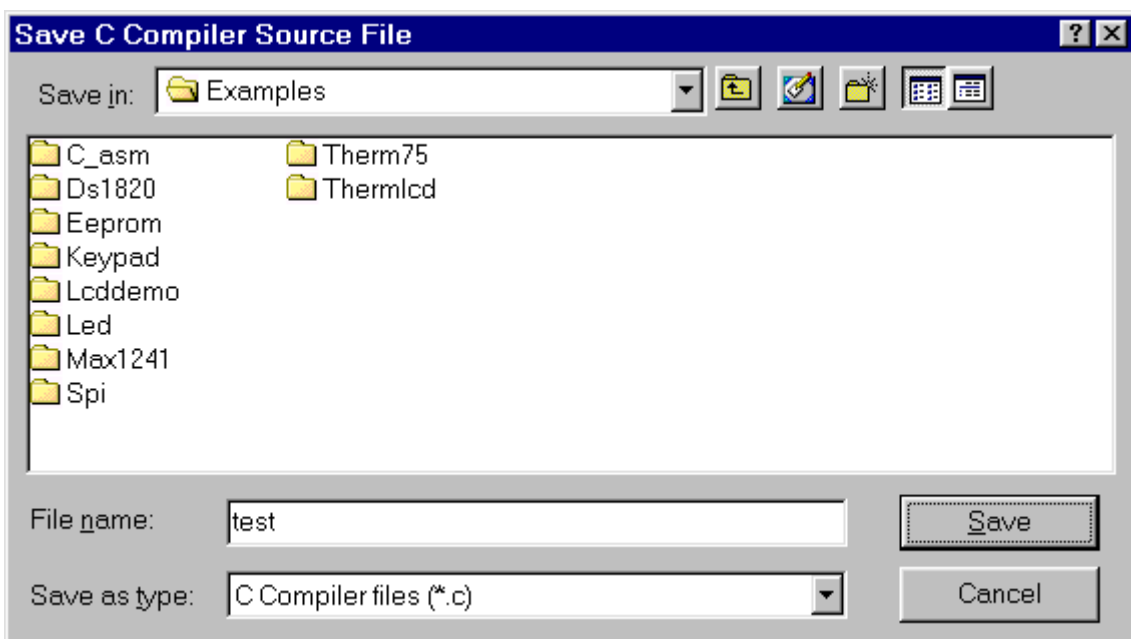 Save C Compiler Source File
Save in: Examples
C_asm
Ds1820
Eeprom
Keypad
Lcddemo
Led
Max1241
Spi
Therm75
Thermlcd
File name: test Save
Save as type: C Compiler files (*.c) Cancel